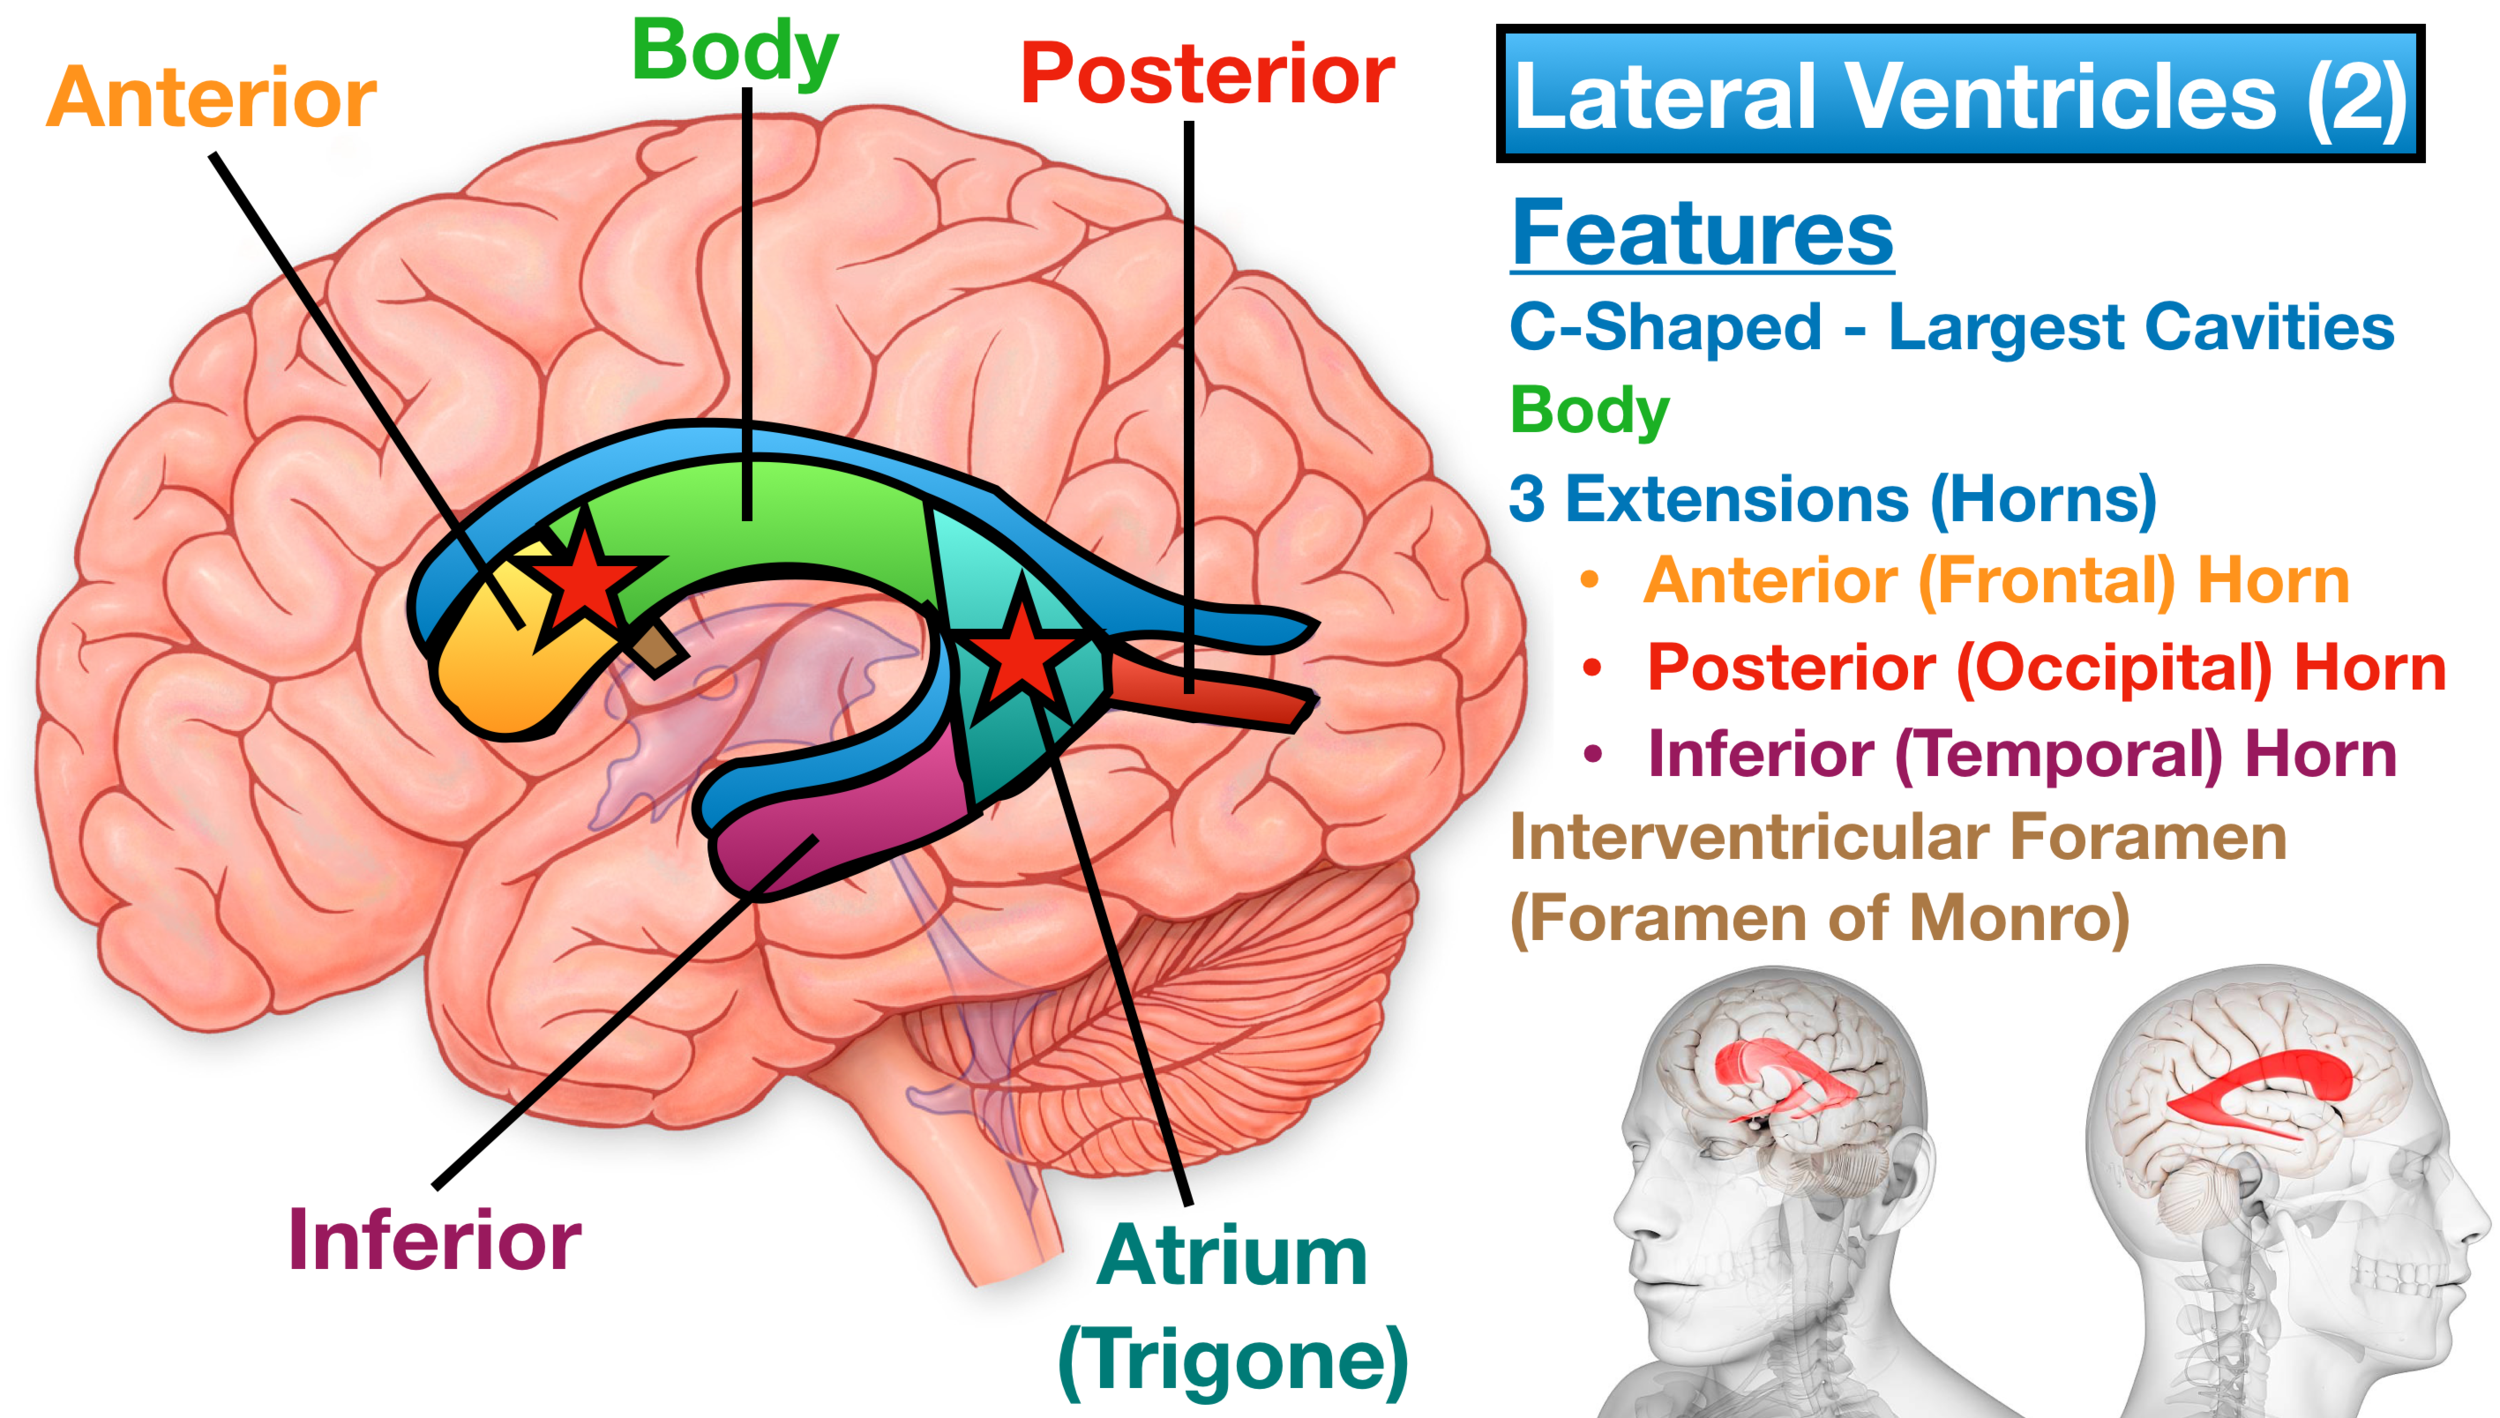 Anterior
Body
Posterior
Inferior
Atrium
(Trigone)
Lateral Ventricles (2)
Features
C-Shaped - Largest Cavities
Body
3 Extensions (Horns)
• Anterior (Frontal) Horn
• Posterior (Occipital) Horn
• Inferior (Temporal) Horn
Interventricular Foramen
(Foramen of Monro)